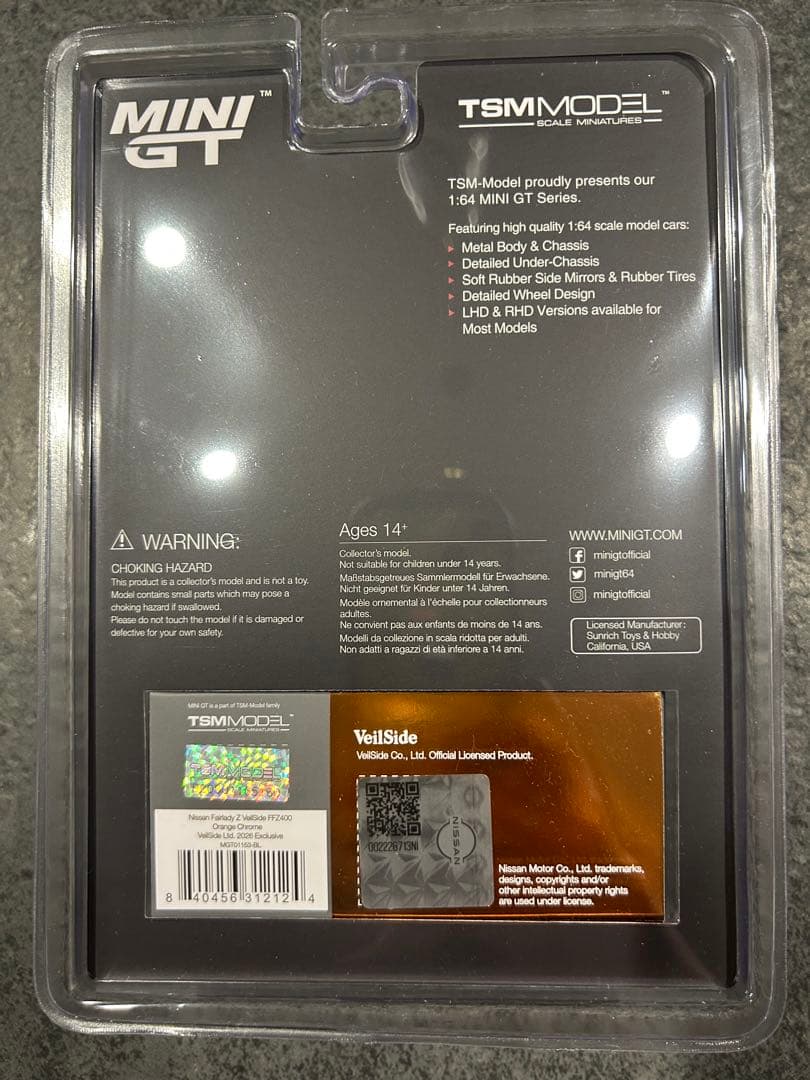 MINI GT™
TSMMODEL™
SCALE MINIATURES
TSM-Model proudly presents our
1:64 MINI GT Series.
Featuring high quality 1:64 scale model cars:
Metal Body & Chassis
Detailed Under-Chassis
Soft Rubber Side Mirrors & Rubber Tires
Detailed Wheel Design
LHD & RHD Versions available for
Most Models
WARNING:
CHOKING HAZARD
This product is a collector's model and is not a toy.
Model contains small parts which may pose a
choking hazard if swallowed.
Please do not touch the model if it is damaged or
defective for your own safety.
Ages 14+
Collector's model.
Not suitable for children under 14 years.
Maßstabsgetreues Sammlermodell für Erwachsene.
Nicht geeignet für Kinder unter 14 Jahren.
Modèle ornemental à l'échelle pour collectionneurs
adultes.
Ne convient pas aux enfants de moins de 14 ans.
Modelli da collezione in scala ridotta per adulti.
Non adatti a ragazzi di età inferiore a 14 anni.
WWW.MINIGT.COM
minigtofficial
minigt64
minigtofficial
Licensed Manufacturer:
Sunrich Toys & Hobby
California, USA
MINI GT is a part of TSM-Model family
TSMMODEL™
SCALE MINIATURES
TSMMODEL
Nissan Fairlady Z VeilSide FFZ400
Orange Chrome
VeilSide Ltd. 2026 Exclusive
MGT01153-BL
8 40456 31212 4
VeilSide
VeilSide Co., Ltd. Official Licensed Product.
002226713NI
NISSAN
Nissan Motor Co., Ltd. trademarks,
designs, copyrights and/or
other intellectual property rights
are used under license.